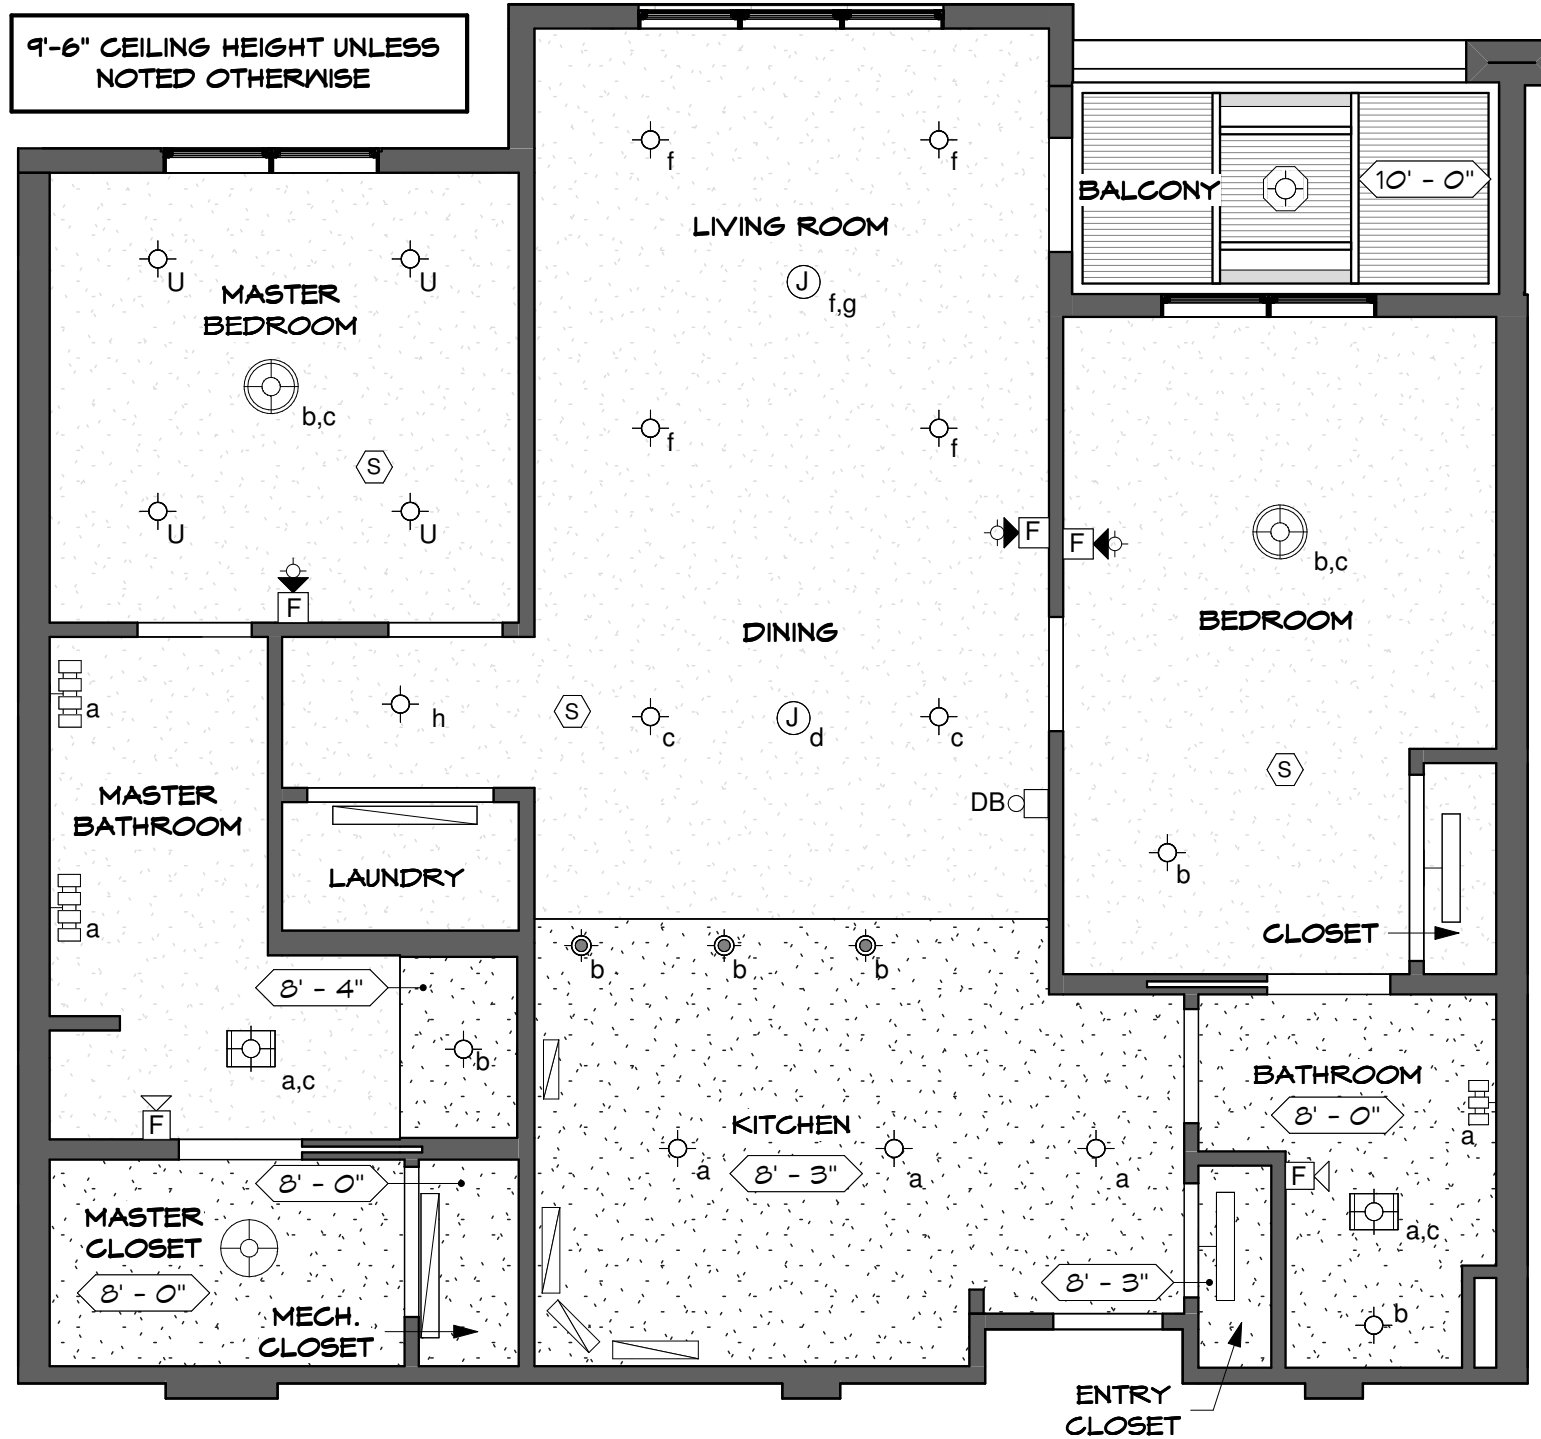 9'-6" CEILING HEIGHT UNLESS
NOTED OTHERWISE
f
f
BALCONY
10' - 0"
LIVING ROOM
J
f,g
U
U
MASTER
BEDROOM
b,c
S
U
U
F
f
f
F
F
b,c
BEDROOM
DINING
h
S
c
J
d
c
DB
S
b
CLOSET
a
MASTER
BATHROOM
a
LAUNDRY
8' - 4"
b
a,c
F
b
b
b
KITCHEN
8' - 3"
a
a
a
BATHROOM
8' - 0"
a
F
a,c
b
8' - 0"
MASTER
CLOSET
8' - 0"
MECH.
CLOSET
8' - 3"
ENTRY
CLOSET